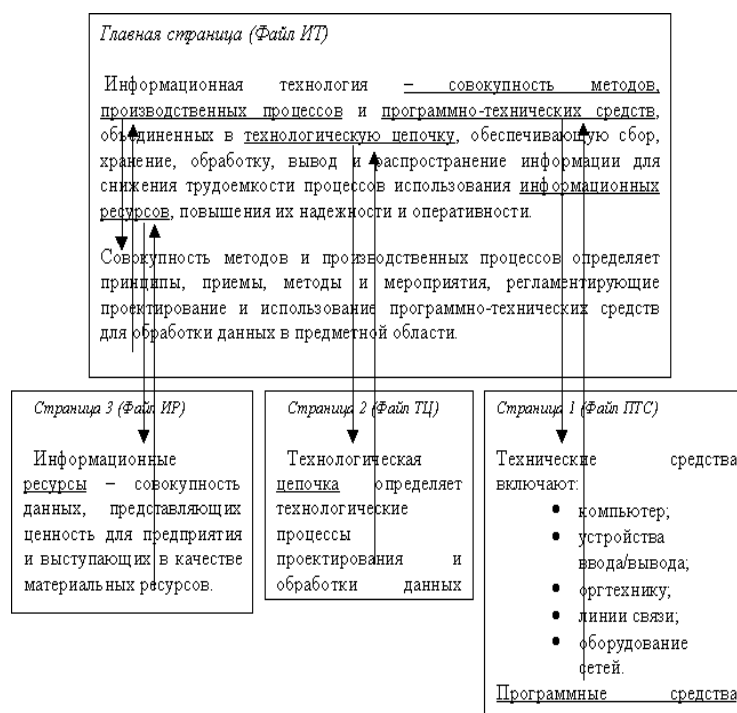 Главная страница (Файл ИТ)
Информационная технология – совокупность методов,
производственных процессов и программно-технических средств,
объединенных в технологическую цепочку, обеспечивающую сбор,
хранение, обработку, вывод и распространение информации для
снижения трудоемкости процессов использования информационных
ресурсов, повышения их надежности и оперативности.
Совокупность методов и производственных процессов определяет
принципы, приемы, методы и мероприятия, регламентирующие
проектирование и использование программно-технических средств
для обработки данных в предметной области.
Страница 3 (Файл ИР)
Информационные
ресурсы – совокупность
данных, представляющих
ценность для предприятия
и выступающих в качестве
материальных ресурсов.
Страница 2 (Файл ТЦ)
Технологическая
цепочка определяет
технологические
процессы
проектирования и
обработки данных
Страница 1 (Файл ПТС)
Технические средства
включают:
• компьютер;
• устройства
ввода/вывода;
• оргтехнику;
• линии связи;
• оборудование
сетей.
Программные средства